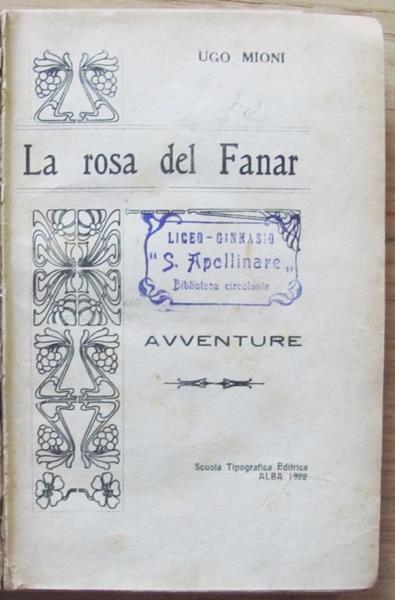 UGO MIONI
La rosa del Fanar
LICEO-GINNASIO
"S. Apollinare"
Biblioteca circolante
AVVENTURE
Scuola Tipografica Editrice
ALBA 1922